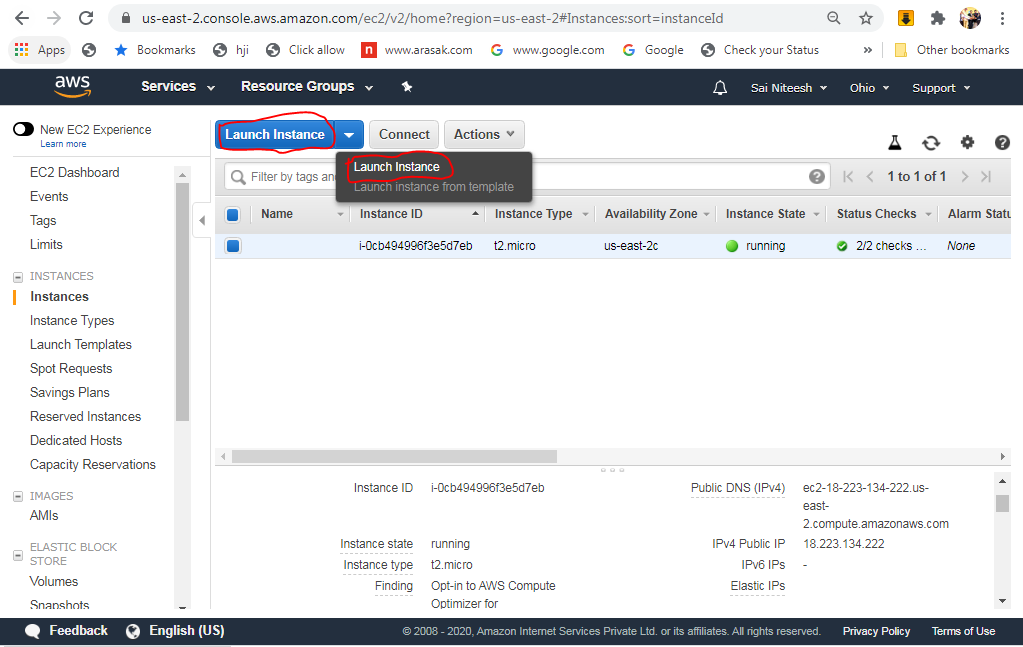 us-east-2.console.aws.amazon.com/ec2/v2/home?region=us-east-2#Instances:sort=instanceId
Apps Bookmarks hji Click allow n www.arasak.com G www.google.com G Google Check your Status » Other bookmarks
aws Services Resource Groups Sai Niteesh Ohio Support
New EC2 Experience
Learn more
EC2 Dashboard
Events
Tags
Limits
INSTANCES
Instances
Instance Types
Launch Templates
Spot Requests
Savings Plans
Reserved Instances
Dedicated Hosts
Capacity Reservations
IMAGES
AMIs
ELASTIC BLOCK
STORE
Volumes
Snapshots
Launch Instance Connect Actions
Launch Instance
Launch instance from template
Filter by tags an
1 to 1 of 1
Name Instance ID Instance Type Availability Zone Instance State Status Checks Alarm Statu
i-0cb494996f3e5d7eb t2.micro us-east-2c running 2/2 checks ... None
Instance ID i-0cb494996f3e5d7eb
Instance state running
Instance type t2.micro
Finding Opt-in to AWS Compute
Optimizer for
Public DNS (IPv4) ec2-18-223-134-222.us-
east-
2.compute.amazonaws.com
IPv4 Public IP 18.223.134.222
IPv6 IPs -
Elastic IPs
Feedback English (US) © 2008 - 2020, Amazon Internet Services Private Ltd. or its affiliates. All rights reserved. Privacy Policy Terms of Use